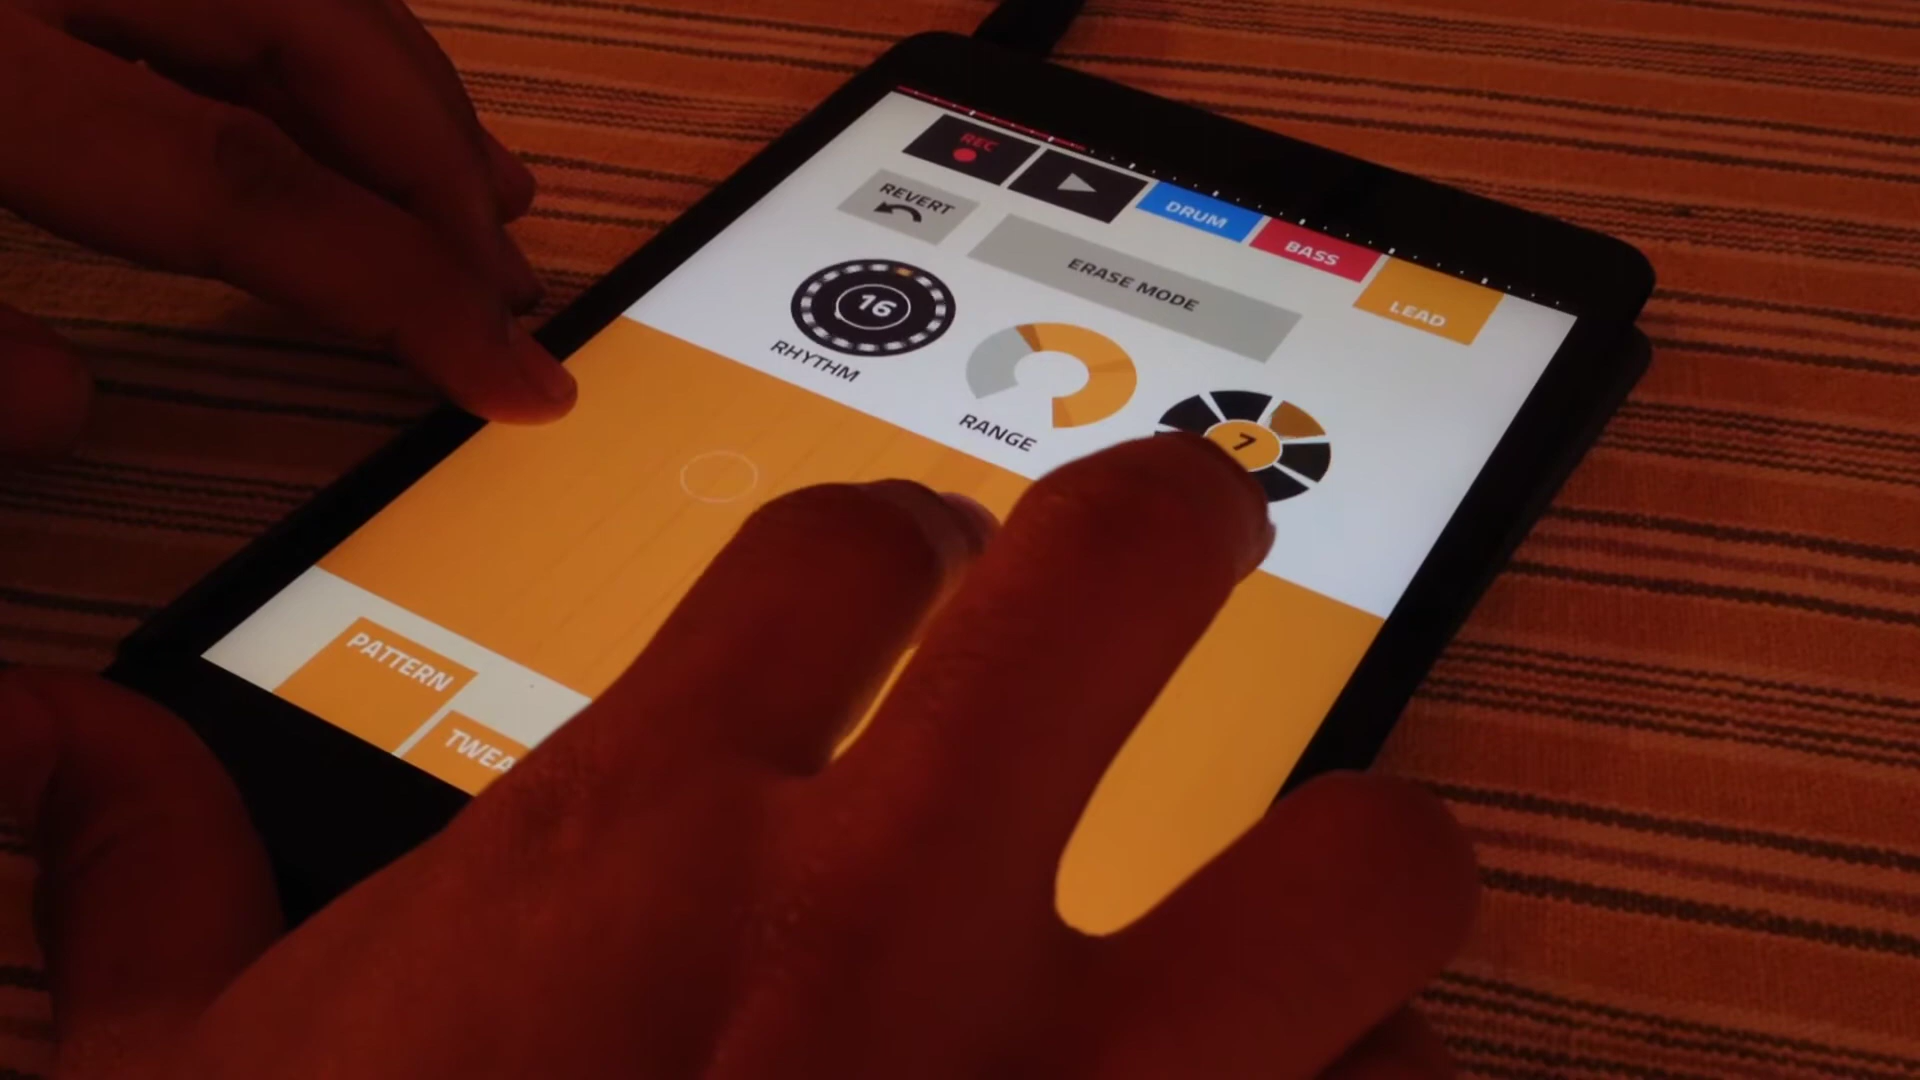 REC
DRUM
BASS
LEAD
REVERT
ERASE MODE
16
RHYTHM
RANGE
7
PATTERN